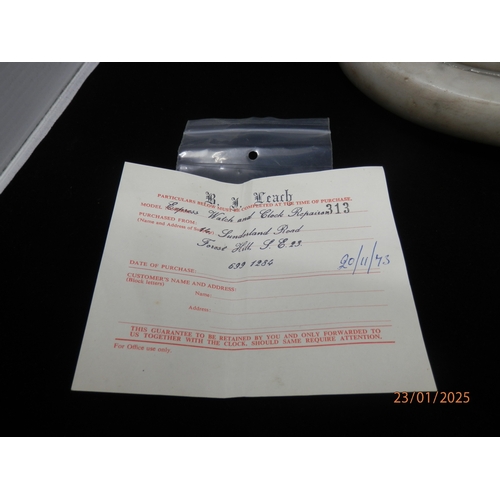 B. J. Leach
PARTICULARS BELOW MUST BE COMPLETED AT THE TIME OF PURCHASE.
MODEL Express Watch and Clock Repairs 313
PURCHASED FROM:
(Name and Address of Sunderland Road
Forest Hill S.E.23.
DATE OF PURCHASE: 699 1234 20/11/73
CUSTOMER'S NAME AND ADDRESS:
(Block letters)
Name:
Address:
THIS GUARANTEE TO BE RETAINED BY YOU AND ONLY FORWARDED TO
US TOGETHER WITH THE CLOCK, SHOULD SAME REQUIRE ATTENTION.
For Office use only.
23/01/2025